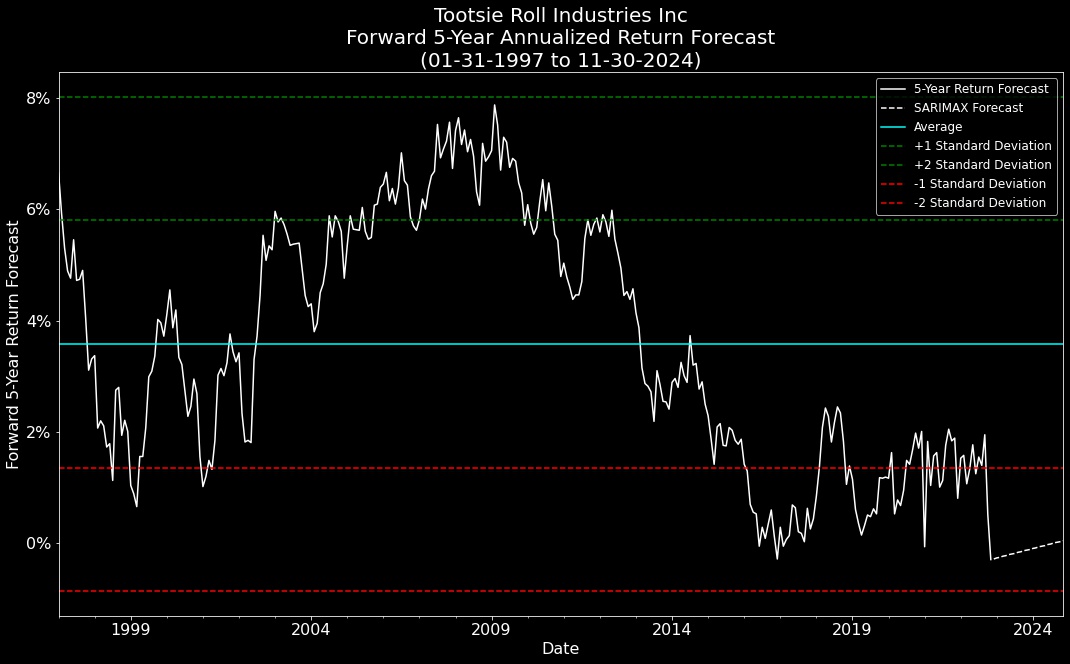 Tootsie Roll Industries Inc
Forward 5-Year Annualized Return Forecast
(01-31-1997 to 11-30-2024)
5-Year Return Forecast
SARIMAX Forecast
Average
+1 Standard Deviation
+2 Standard Deviation
-1 Standard Deviation
-2 Standard Deviation
Forward 5-Year Return Forecast
8%
6%
4%
2%
0%
1999
2004
2009
2014
2019
2024
Date